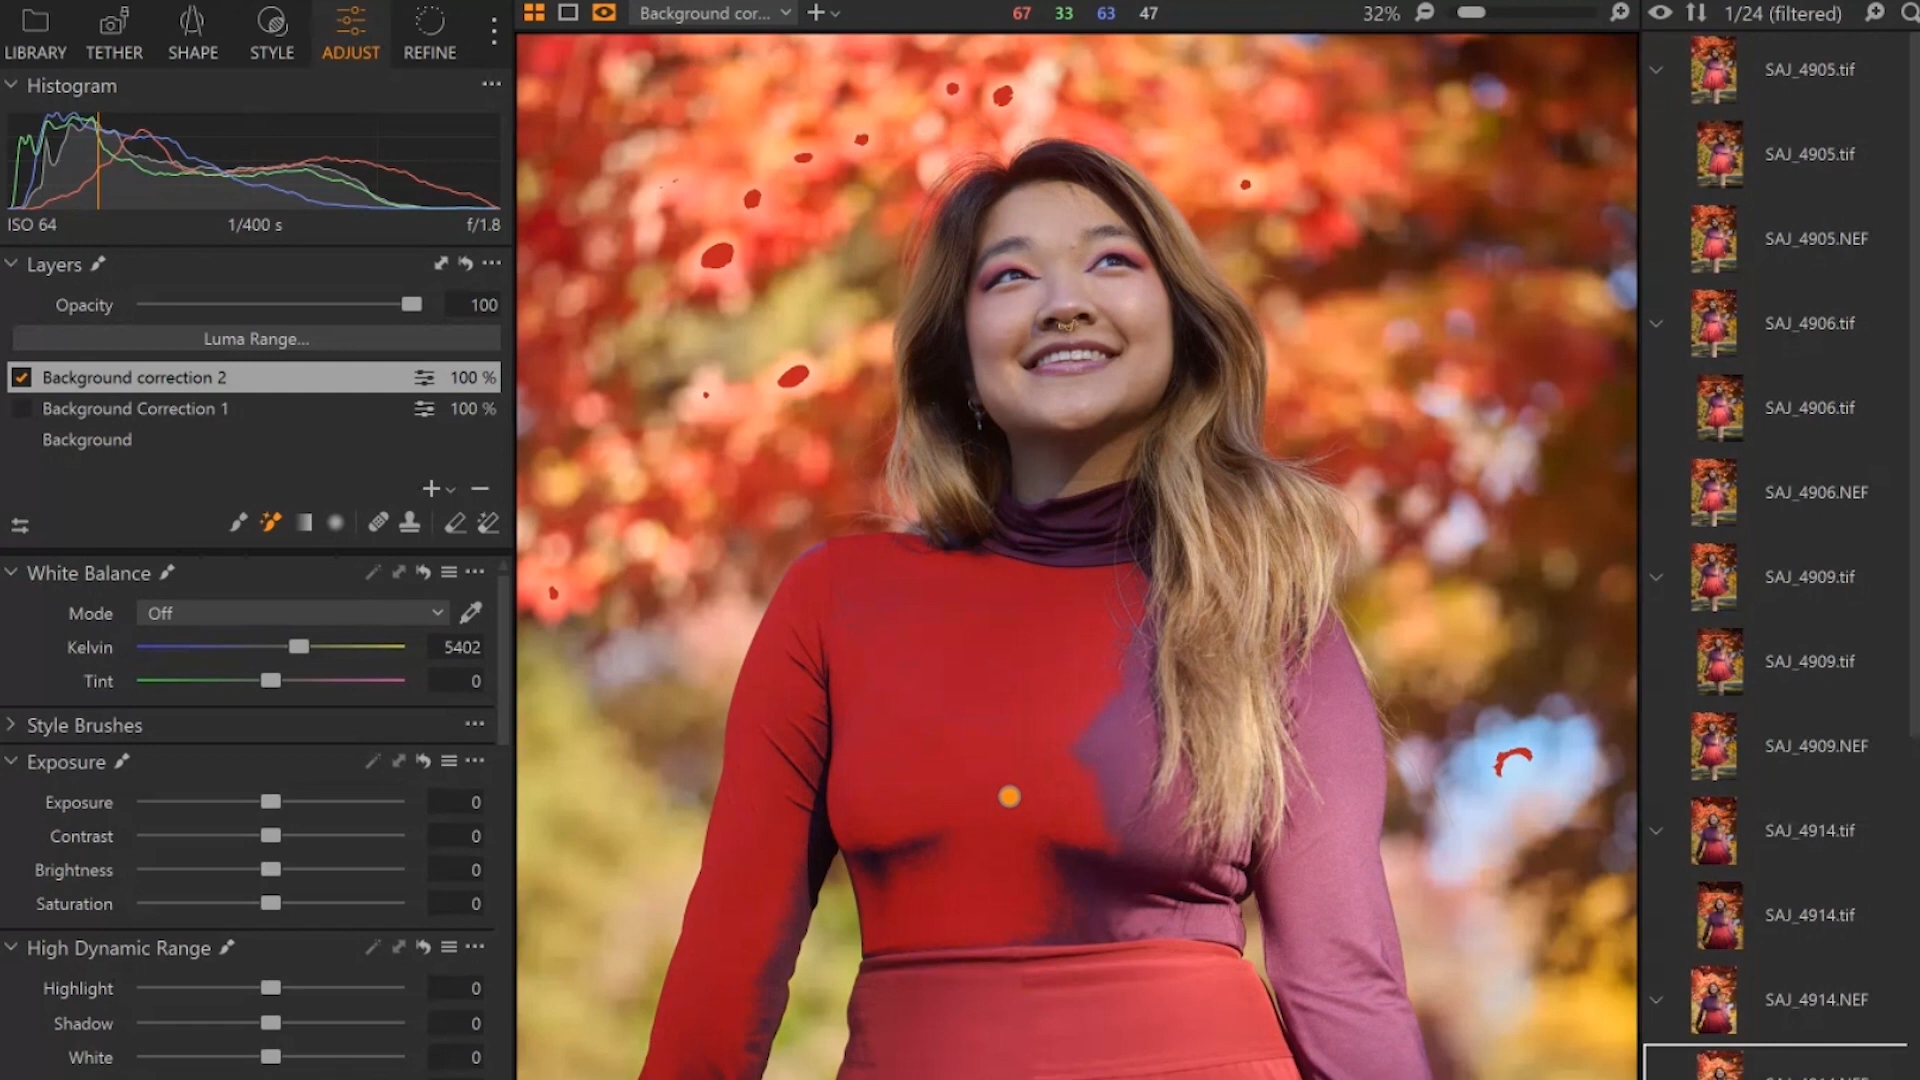 LIBRARY TETHER SHAPE STYLE ADJUST REFINE
Background cor...
67 33 63 47
32%
1/24 (filtered)
Histogram
ISO 64 1/400 s f/1.8
Layers
Opacity 100
Luma Range...
Background correction 2 100 %
Background Correction 1 100 %
Background
White Balance
Mode Off
Kelvin 5402
Tint 0
Style Brushes
Exposure
Exposure 0
Contrast 0
Brightness 0
Saturation 0
High Dynamic Range
Highlight 0
Shadow 0
White 0
SAJ_4905.tif
SAJ_4905.tif
SAJ_4905.NEF
SAJ_4906.tif
SAJ_4906.tif
SAJ_4906.NEF
SAJ_4909.tif
SAJ_4909.tif
SAJ_4909.NEF
SAJ_4914.tif
SAJ_4914.tif
SAJ_4914.NEF